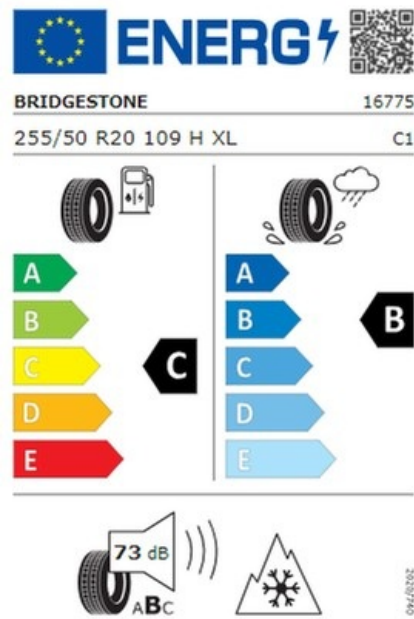 ENERG
BRIDGESTONE 16775
255/50 R20 109 H XL C1
A A
B B B
C C C
D D
E E
73 dB
ABC
2020/740